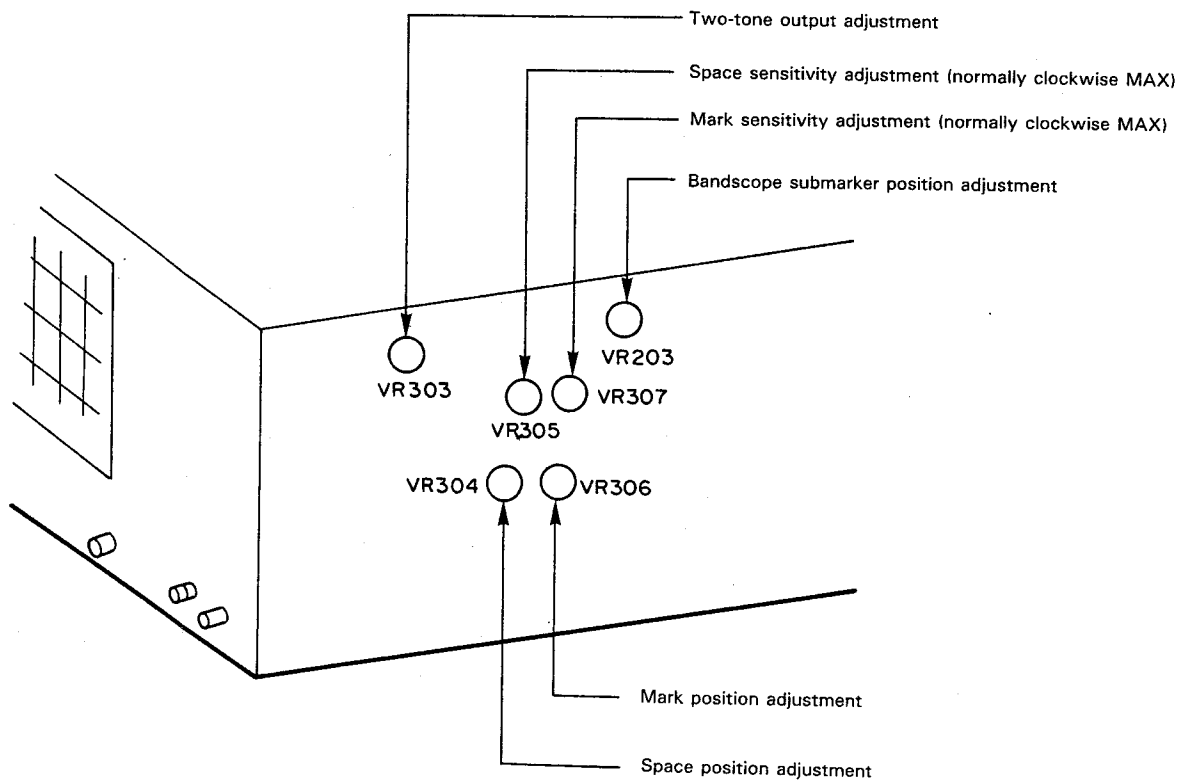 Two-tone output adjustment
Space sensitivity adjustment (normally clockwise MAX)
Mark sensitivity adjustment (normally clockwise MAX)
Bandscope submarker position adjustment
VR203
VR303
VR307
VR305
VR304
VR306
Mark position adjustment
Space position adjustment